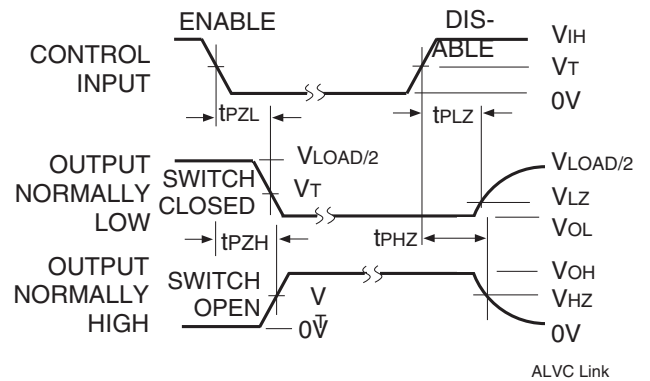 ENABLE
DIS-
ABLE
CONTROL
INPUT
VIH
VT
0V
tPZL
tPLZ
OUTPUT
NORMALLY
LOW
SWITCH
CLOSED
VLOAD/2
VT
VLOAD/2
VLZ
VOL
tPZH
tPHZ
OUTPUT
NORMALLY
HIGH
SWITCH
OPEN
VT
0V
VOH
VHZ
0V
ALVC Link